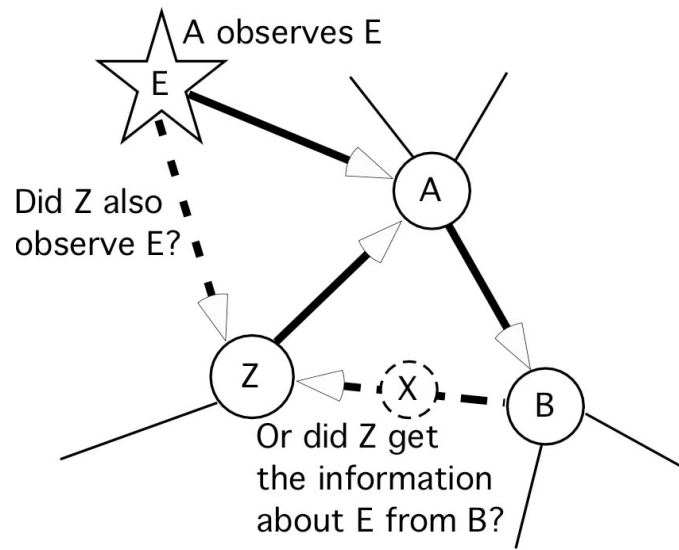 A observes E
E
A
Did Z also
observe E?
Z
X
B
Or did Z get
the information
about E from B?